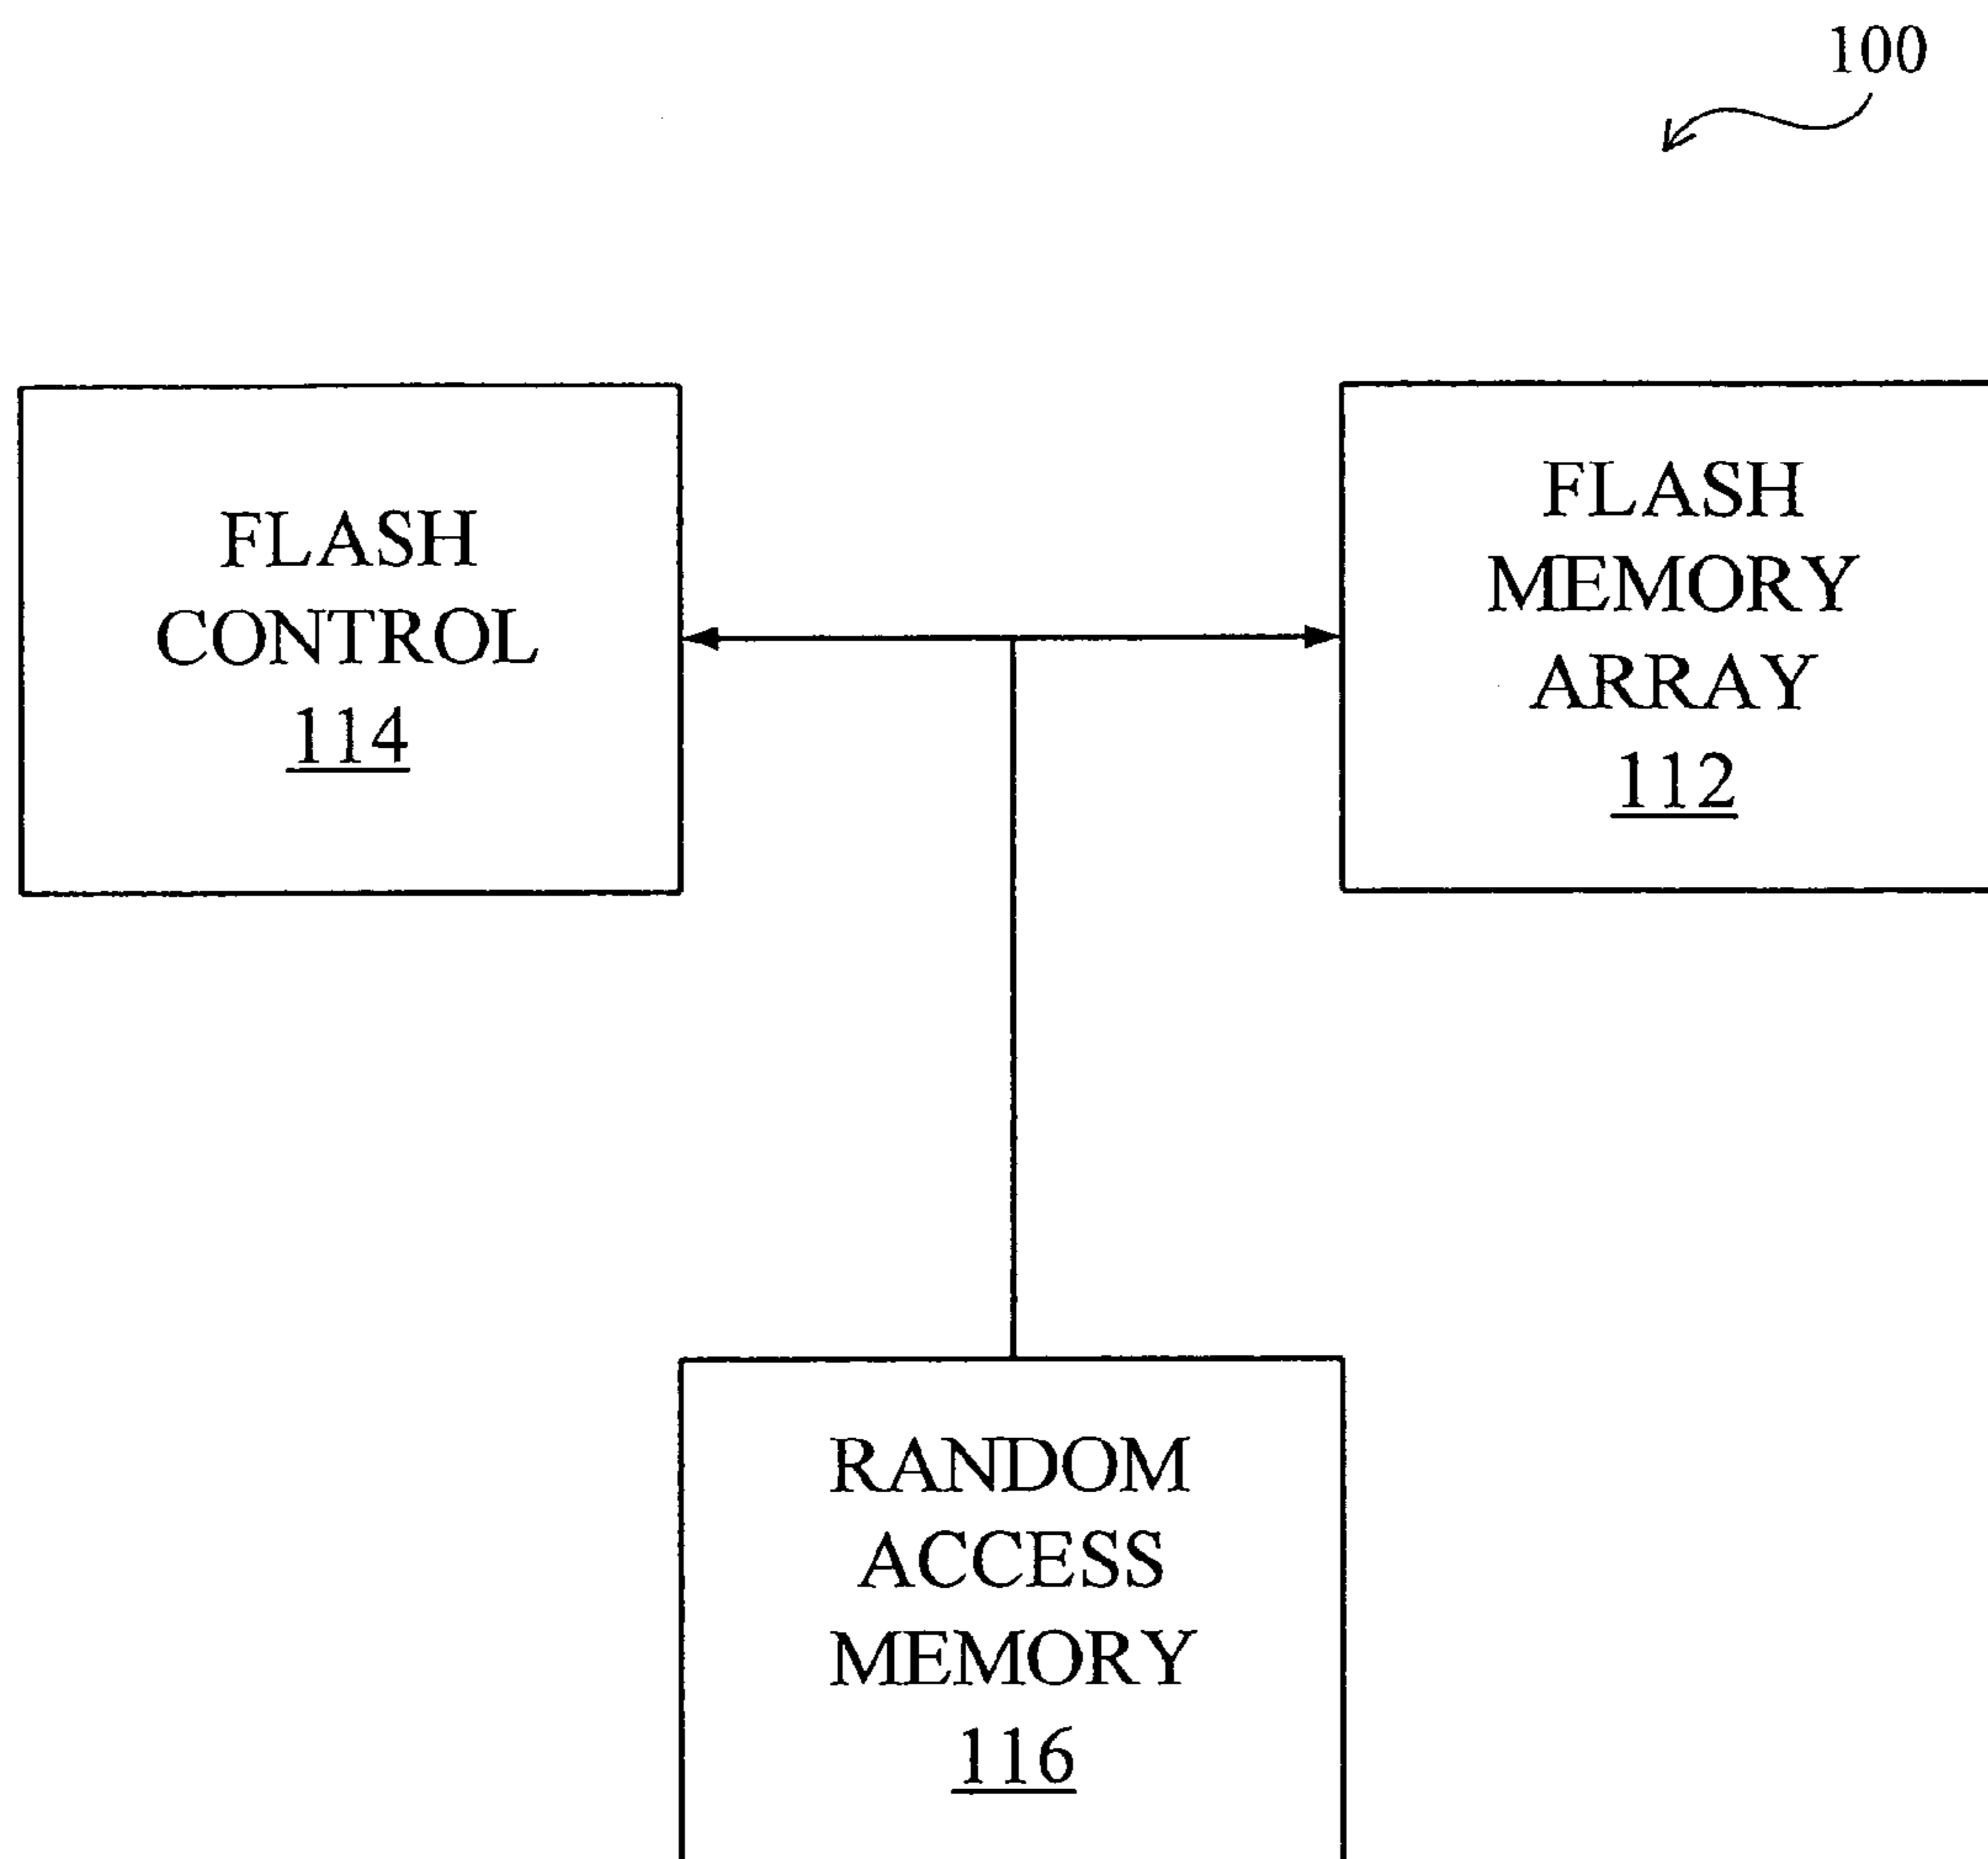 100
FLASH
CONTROL
114
FLASH
MEMORY
ARRAY
112
RANDOM
ACCESS
MEMORY
116